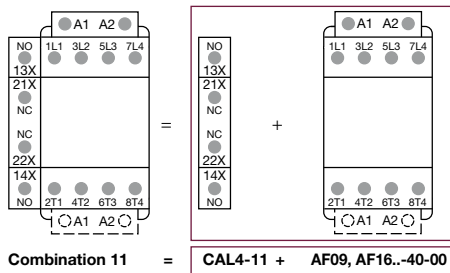 A1 A2
NO 1L1 3L2 5L3 7L4
13X
21X
NC
NC
22X
14X
NO 2T1 4T2 6T3 8T4
A1 A2
=
NO
13X
21X
NC
NC
22X
14X
NO
+
A1 A2
1L1 3L2 5L3 7L4
2T1 4T2 6T3 8T4
A1 A2
Combination 11 = CAL4-11 + AF09, AF16..-40-00